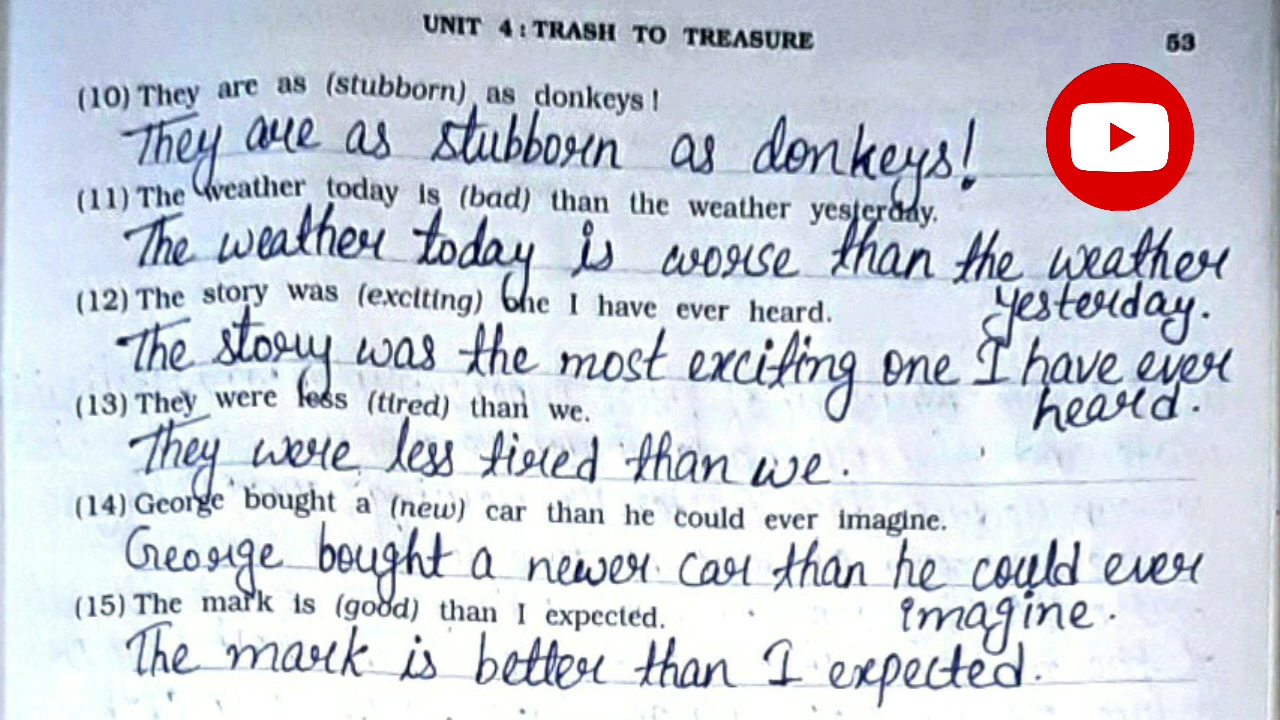 UNIT 4 : TRASH TO TREASURE 53
(10) They are as (stubborn) as donkeys !
They are as stubborn as donkeys!
(11) The weather today is (bad) than the weather yesterday.
The weather today is worse than the weather
yesterday.
(12) The story was (exciting) one I have ever heard.
The story was the most exciting one I have ever
heard.
(13) They were less (tired) than we.
They were less tired than we.
(14) George bought a (new) car than he could ever imagine.
George bought a newer car than he could ever
imagine.
(15) The mark is (good) than I expected.
The mark is better than I expected.